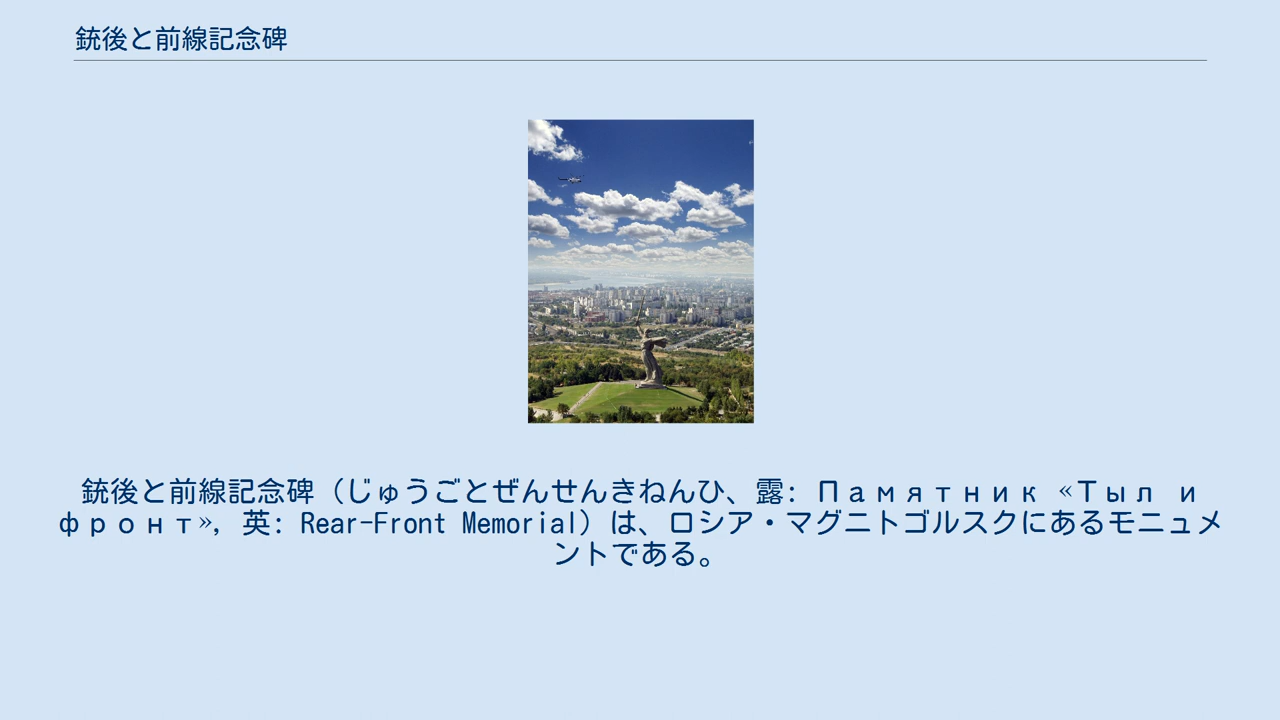 銃後と前線記念碑
銃後と前線記念碑（じゅうごとぜんせんきねんひ、露: Памятник «Тыл и
фронт», 英: Rear-Front Memorial）は、ロシア・マグニトゴルスクにあるモニュメ
ントである。